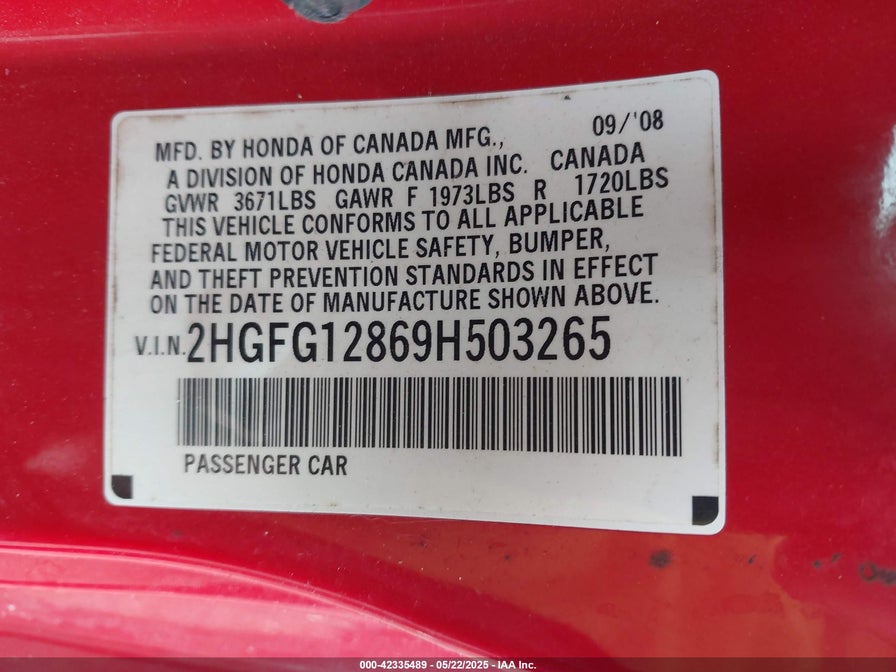 MFD. BY HONDA OF CANADA MFG., 09/'08
A DIVISION OF HONDA CANADA INC. CANADA
GVWR 3671LBS GAWR F 1973LBS R 1720LBS
THIS VEHICLE CONFORMS TO ALL APPLICABLE
FEDERAL MOTOR VEHICLE SAFETY, BUMPER,
AND THEFT PREVENTION STANDARDS IN EFFECT
ON THE DATE OF MANUFACTURE SHOWN ABOVE.
V.I.N. 2HGFG12869H503265
PASSENGER CAR
000-42335489 - 05/22/2025 - IAA Inc.